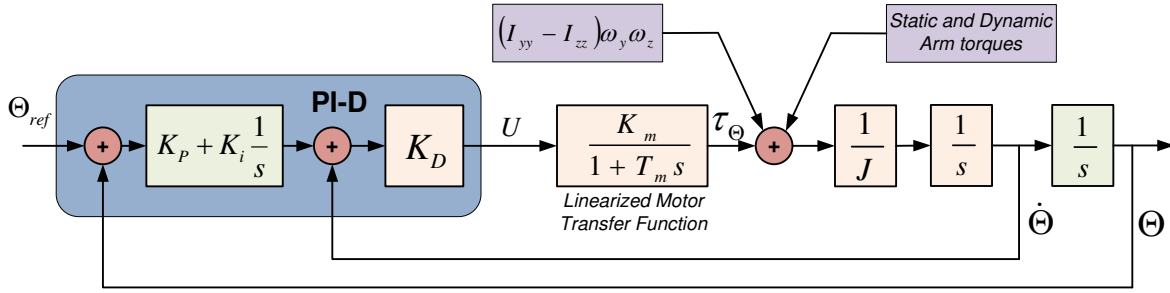 (I_yy − I_zz)ω_y ω_z
Static and Dynamic
Arm torques
Θ_ref
+
K_P + K_i 1/s
PI-D
+
K_D
U
K_m / (1 + T_m s)
Linearized Motor
Transfer Function
τ_Θ
+
1/J
1/s
1/s
Θ̇
Θ